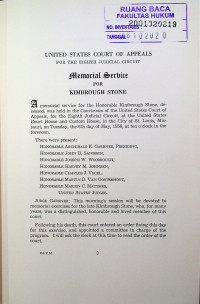 RUANG BACA
FAKULTAS HUKUM
NO. INVENTARIS
TANGGAL
UNITED STATES COURT OF APPEALS
FOR THE EIGHTH JUDICIAL CIRCUIT
Memorial Service
FOR
KIMBROUGH STONE
A memorial service for the Honorable Kimbrough Stone, de-
ceased, was held in the Courtroom of the United States Court of
Appeals, for the Eighth Judicial Circuit, at the United States
Court House and Custom House, in the City of St. Louis, Mis-
souri, on Tuesday, the 6th day of May, 1958, at ten o'clock in the
forenoon.
There were present:
HONORABLE ARCHIBALD K. GARDNER, PRESIDING,
HONORABLE JOHN B. SANBORN,
HONORABLE JOSEPH W. WOODROUGH,
HONORABLE HARVEY M. JOHNSEN,
HONORABLE CHARLES J. VOGEL,
HONORABLE MARTIN D. VAN OOSTERHOUT,
HONORABLE MARION C. MATTHES,
UNITED STATES JUDGES.
JUDGE GARDNER: This morning's session will be devoted to
memorial exercises for the late Kimbrough Stone, who, for many
years, was a distinguished, honorable and loved member of this
court.
Following his death, this court entered an order fixing this day
for this exercise, and appointed a committee in charge of the
program. I will ask the clerk at this time to read the order of the
court.